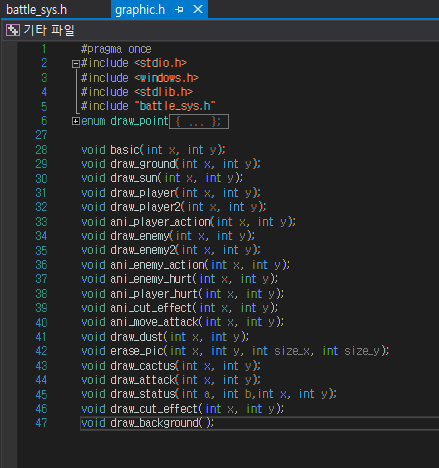 battle_sys.h
graphic.h
기타 파일
1 #pragma once
2 #include <stdio.h>
3 #include <windows.h>
4 #include <stdlib.h>
5 #include "battle_sys.h"
6 enum draw_point { ... };
27
28 void basic(int x, int y);
29 void draw_ground(int x, int y);
30 void draw_sun(int x, int y);
31 void draw_player(int x, int y);
32 void draw_player2(int x, int y);
33 void ani_player_action(int x, int y);
34 void draw_enemy(int x, int y);
35 void draw_enemy2(int x, int y);
36 void ani_enemy_action(int x, int y);
37 void ani_enemy_hurt(int x, int y);
38 void ani_player_hurt(int x, int y);
39 void ani_cut_effect(int x, int y);
40 void ani_move_attack(int x, int y);
41 void draw_dust(int x, int y);
42 void erase_pic(int x, int y, int size_x, int size_y);
43 void draw_cactus(int x, int y);
44 void draw_attack(int x, int y);
45 void draw_status(int a, int b,int x, int y);
46 void draw_cut_effect(int x, int y);
47 void draw_background();